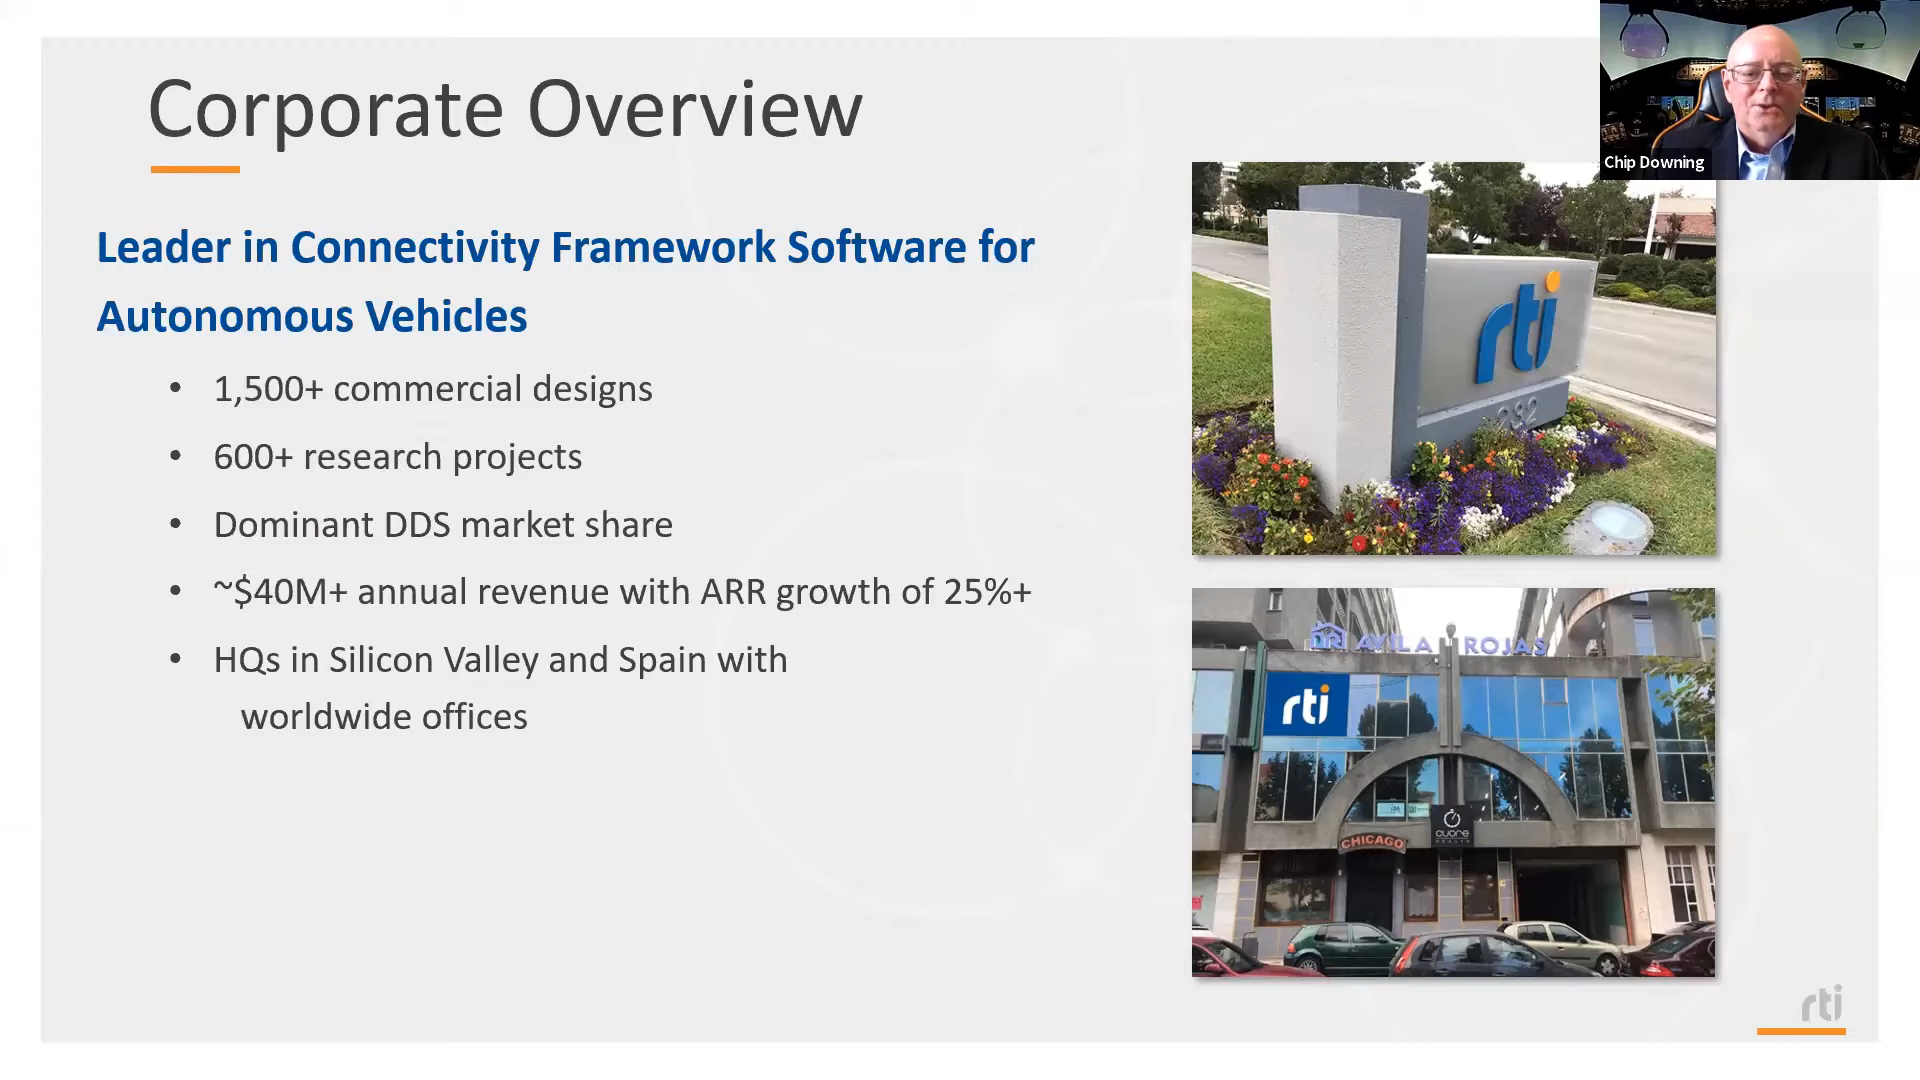 Corporate Overview
Chip Downing
Leader in Connectivity Framework Software for
Autonomous Vehicles
• 1,500+ commercial designs
• 600+ research projects
• Dominant DDS market share
• ~$40M+ annual revenue with ARR growth of 25%+
• HQs in Silicon Valley and Spain with
worldwide offices
rti
232
AVILA ROJAS
rti
cuore
CHICAGO
rti